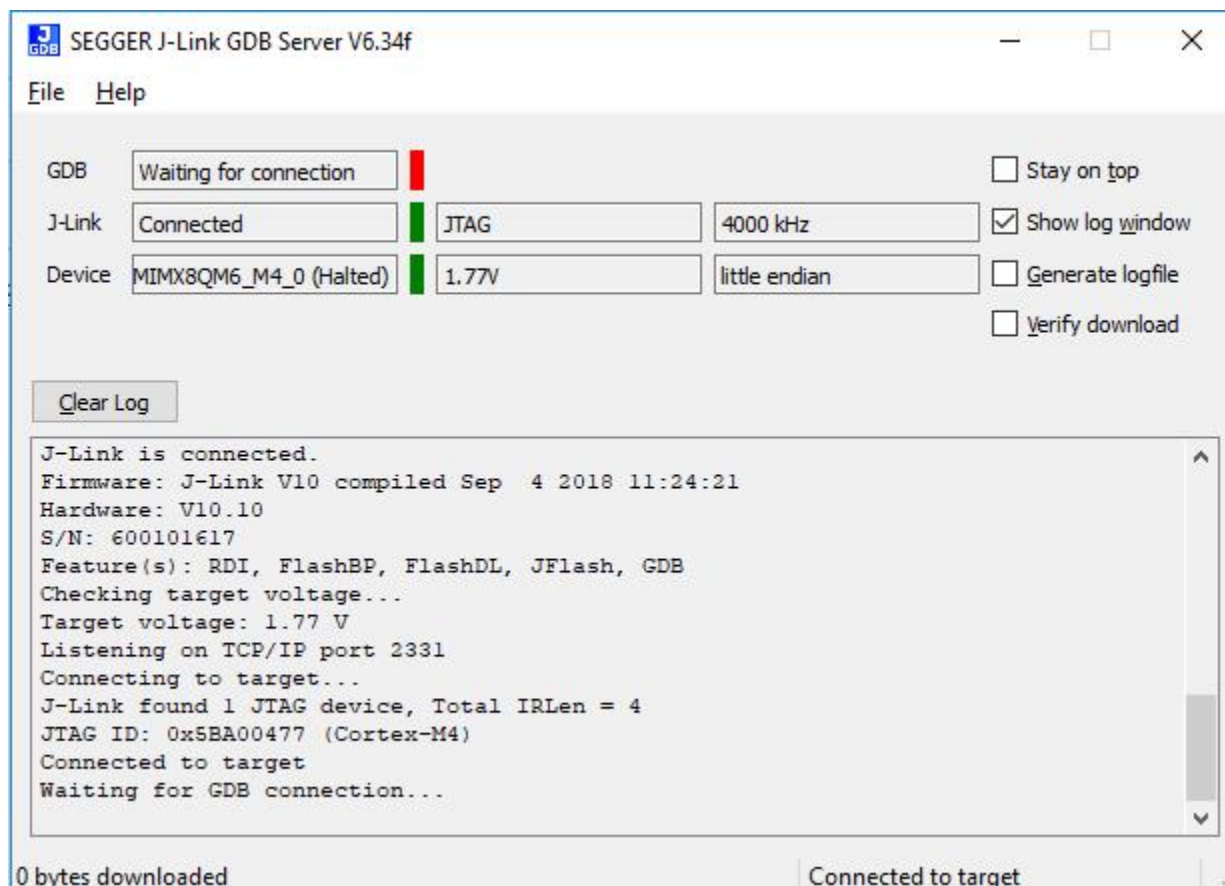 J
GDB
SEGGER J-Link GDB Server V6.34f
File Help
GDB Waiting for connection Stay on top
J-Link Connected JTAG 4000 kHz Show log window
Device MIMX8QM6_M4_0 (Halted) 1.77V little endian Generate logfile
Verify download
Clear Log
J-Link is connected.
Firmware: J-Link V10 compiled Sep  4 2018 11:24:21
Hardware: V10.10
S/N: 600101617
Feature(s): RDI, FlashBP, FlashDL, JFlash, GDB
Checking target voltage...
Target voltage: 1.77 V
Listening on TCP/IP port 2331
Connecting to target...
J-Link found 1 JTAG device, Total IRLen = 4
JTAG ID: 0x5BA00477 (Cortex-M4)
Connected to target
Waiting for GDB connection...
0 bytes downloaded Connected to target